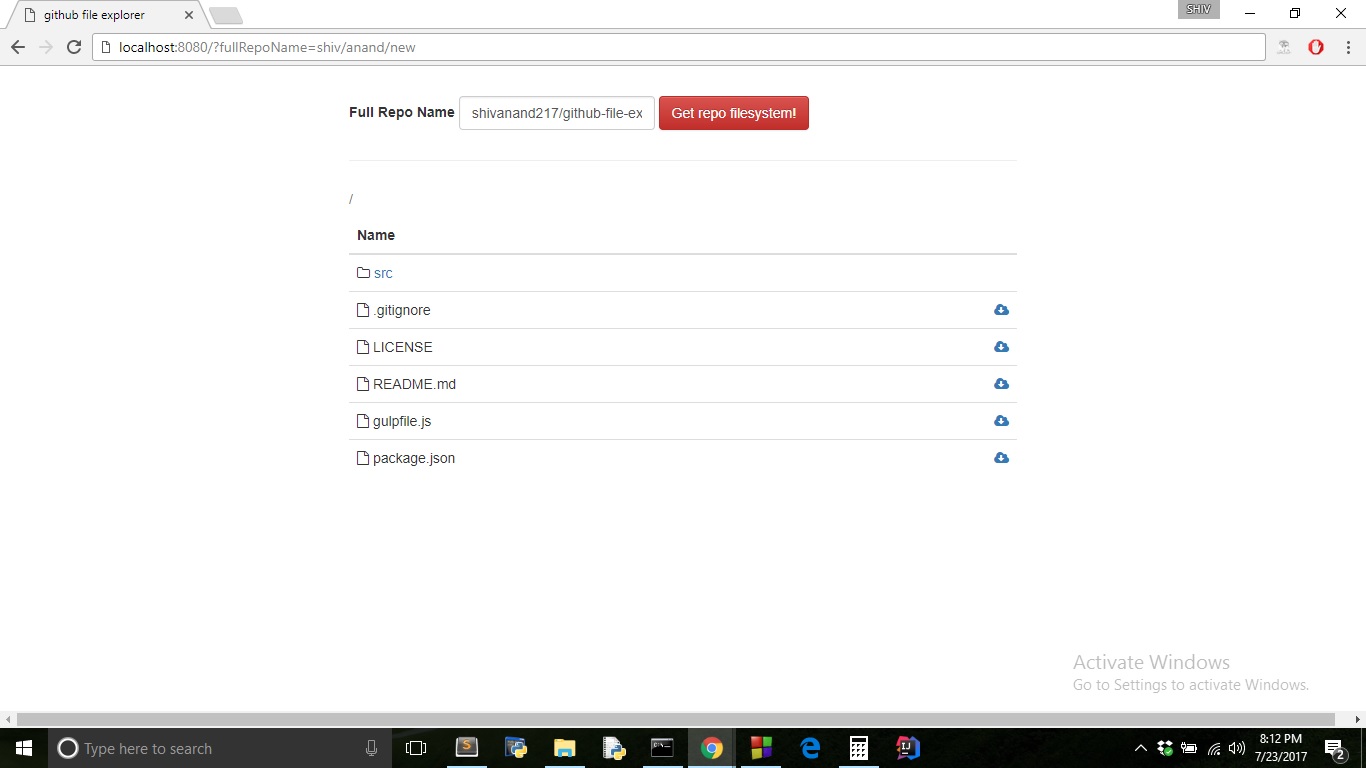 github file explorer
SHIV
localhost:8080/?fullRepoName=shiv/anand/new
Full Repo Name shivanand217/github-file-ex Get repo filesystem!
/
Name
src
.gitignore
LICENSE
README.md
gulpfile.js
package.json
Activate Windows
Go to Settings to activate Windows.
Type here to search
8:12 PM
7/23/2017
2